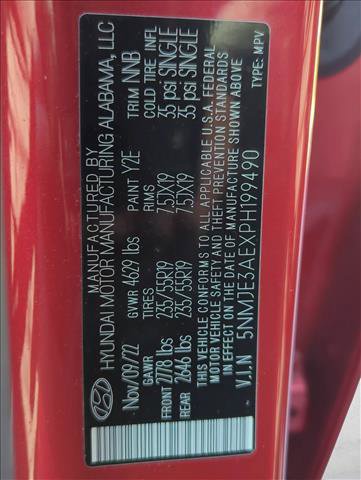 MANUFACTURED BY
HYUNDAI MOTOR MANUFACTURING ALABAMA, LLC
Nov/09/22 GVWR 4629 lbs PAINT Y2E TRIM NNB
GAWR TIRES RIMS COLD TIRE INFL
FRONT 2778 lbs 235/55R19 7.5JX19 35 psi SINGLE
REAR 2646 lbs 235/55R19 7.5JX19 35 psi SINGLE
THIS VEHICLE CONFORMS TO ALL APPLICABLE U.S.A. FEDERAL
MOTOR VEHICLE SAFETY AND THEFT PREVENTION STANDARDS
IN EFFECT ON THE DATE OF MANUFACTURE SHOWN ABOVE
V.I.N 5NMJE3AEXPH199490 TYPE: MPV